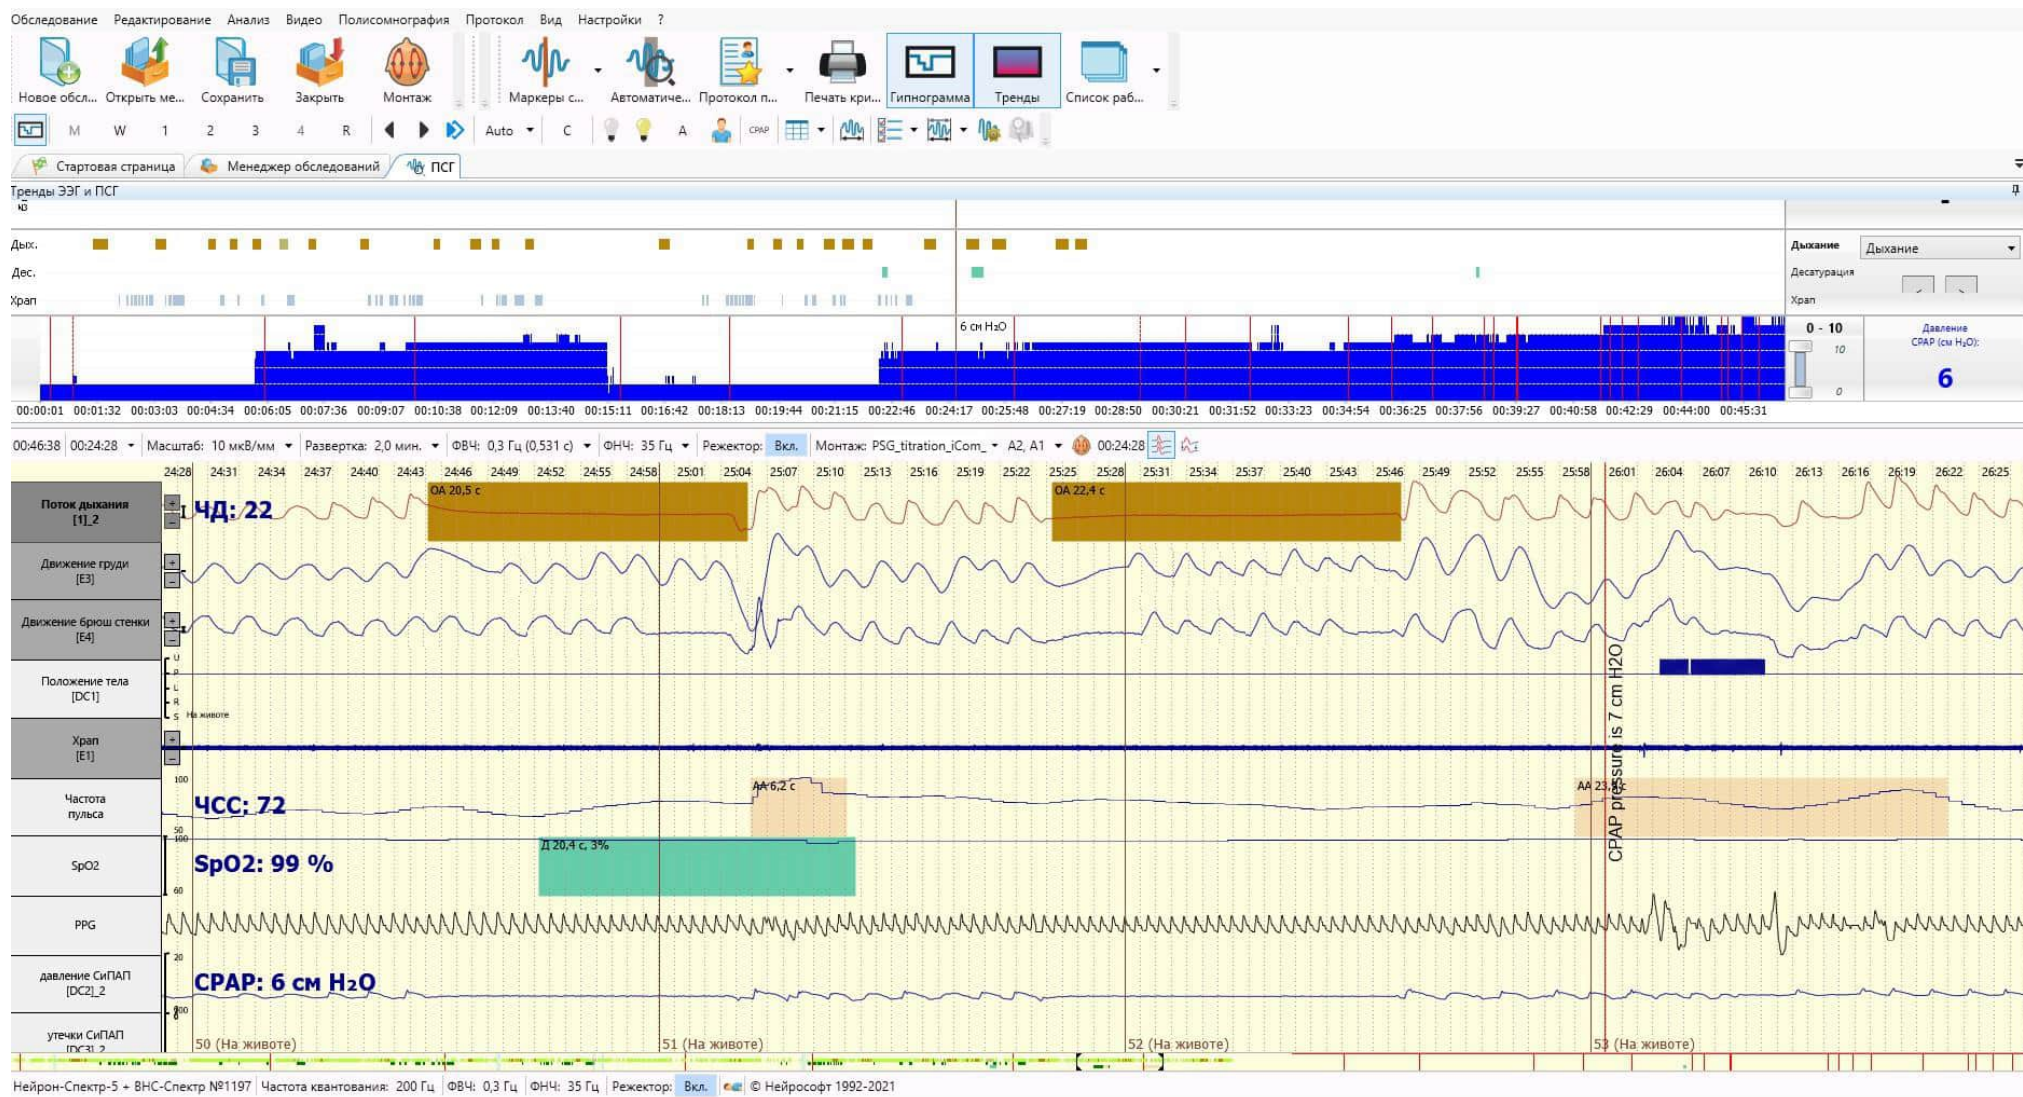 Обследование Редактирование Анализ Видео Полисомнография Протокол Вид Настройки ?
Новое обсл... Открыть ме... Сохранить Закрыть Монтаж Маркеры с... Автоматиче... Протокол п... Печать кри... Гипнограмма Тренды Список раб...
M W 1 2 3 4 R Auto C A CPAP
Стартовая страница Менеджер обследований ПСГ
Тренды ЭЭГ и ПСГ
Дых. Дыхание Дыхание
Дес. Десатурация
Храп Храп
6 см H₂O 0 - 10 Давление
CPAP (см H₂O):
10
6
0
00:00:01 00:01:32 00:03:03 00:04:34 00:06:05 00:07:36 00:09:07 00:10:38 00:12:09 00:13:40 00:15:11 00:16:42 00:18:13 00:19:44 00:21:15 00:22:46 00:24:17 00:25:48 00:27:19 00:28:50 00:30:21 00:31:52 00:33:23 00:34:54 00:36:25 00:37:56 00:39:27 00:40:58 00:42:29 00:44:00 00:45:31
00:46:38 00:24:28 Масштаб: 10 мкВ/мм Развертка: 2,0 мин. ФВЧ: 0,3 Гц (0,531 с) ФНЧ: 35 Гц Режектор: Вкл. Монтаж: PSG_titration_iCom_ A2, A1 00:24:28
24:28 24:31 24:34 24:37 24:40 24:43 24:46 24:49 24:52 24:55 24:58 25:01 25:04 25:07 25:10 25:13 25:16 25:19 25:22 25:25 25:28 25:31 25:34 25:37 25:40 25:43 25:46 25:49 25:52 25:55 25:58 26:01 26:04 26:07 26:10 26:13 26:16 26:19 26:22 26:25
Поток дыхания
[1]_2
ЧД: 22
ОА 20,5 с ОА 22,4 с
Движение груди
[E3]
Движение брюш стенки
[E4]
Положение тела
[DC1]
U
P
L
R
S На животе
Храп
[E1]
Частота
пульса
100
50
ЧСС: 72
АА 6,2 с АА 23,
CPAP pressure is 7 cm H2O
SpO2
100
60
SpO2: 99 %
Д 20,4 с, 3%
PPG
давление СиПАП
[DC2]_2
20
CPAP: 6 см H₂O
утечки СиПАП
[DC3]_2
50 (На животе) 51 (На животе) 52 (На животе) 53 (На животе)
Нейрон-Спектр-5 + ВНС-Спектр №1197 Частота квантования: 200 Гц ФВЧ: 0,3 Гц ФНЧ: 35 Гц Режектор: Вкл. © Нейрософт 1992-2021